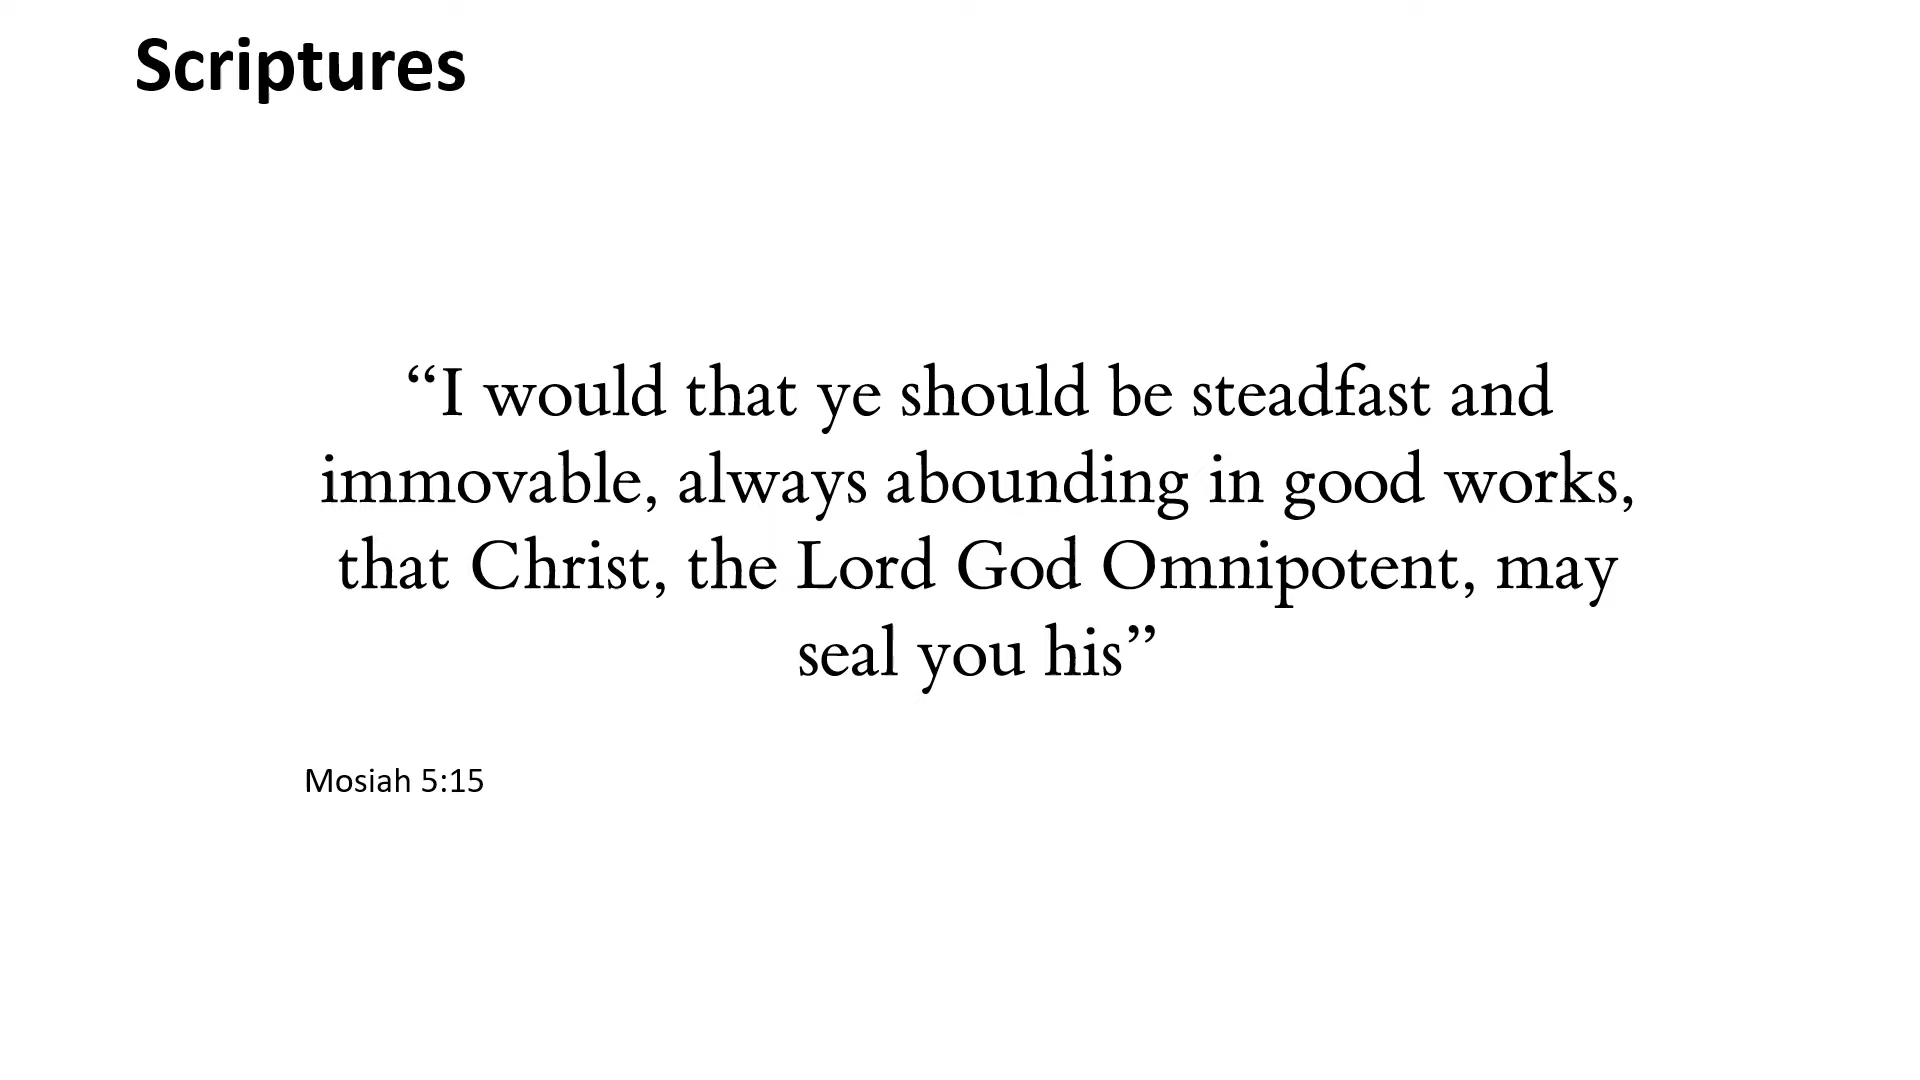 Scriptures
“I would that ye should be steadfast and
immovable, always abounding in good works,
that Christ, the Lord God Omnipotent, may
seal you his”
Mosiah 5:15